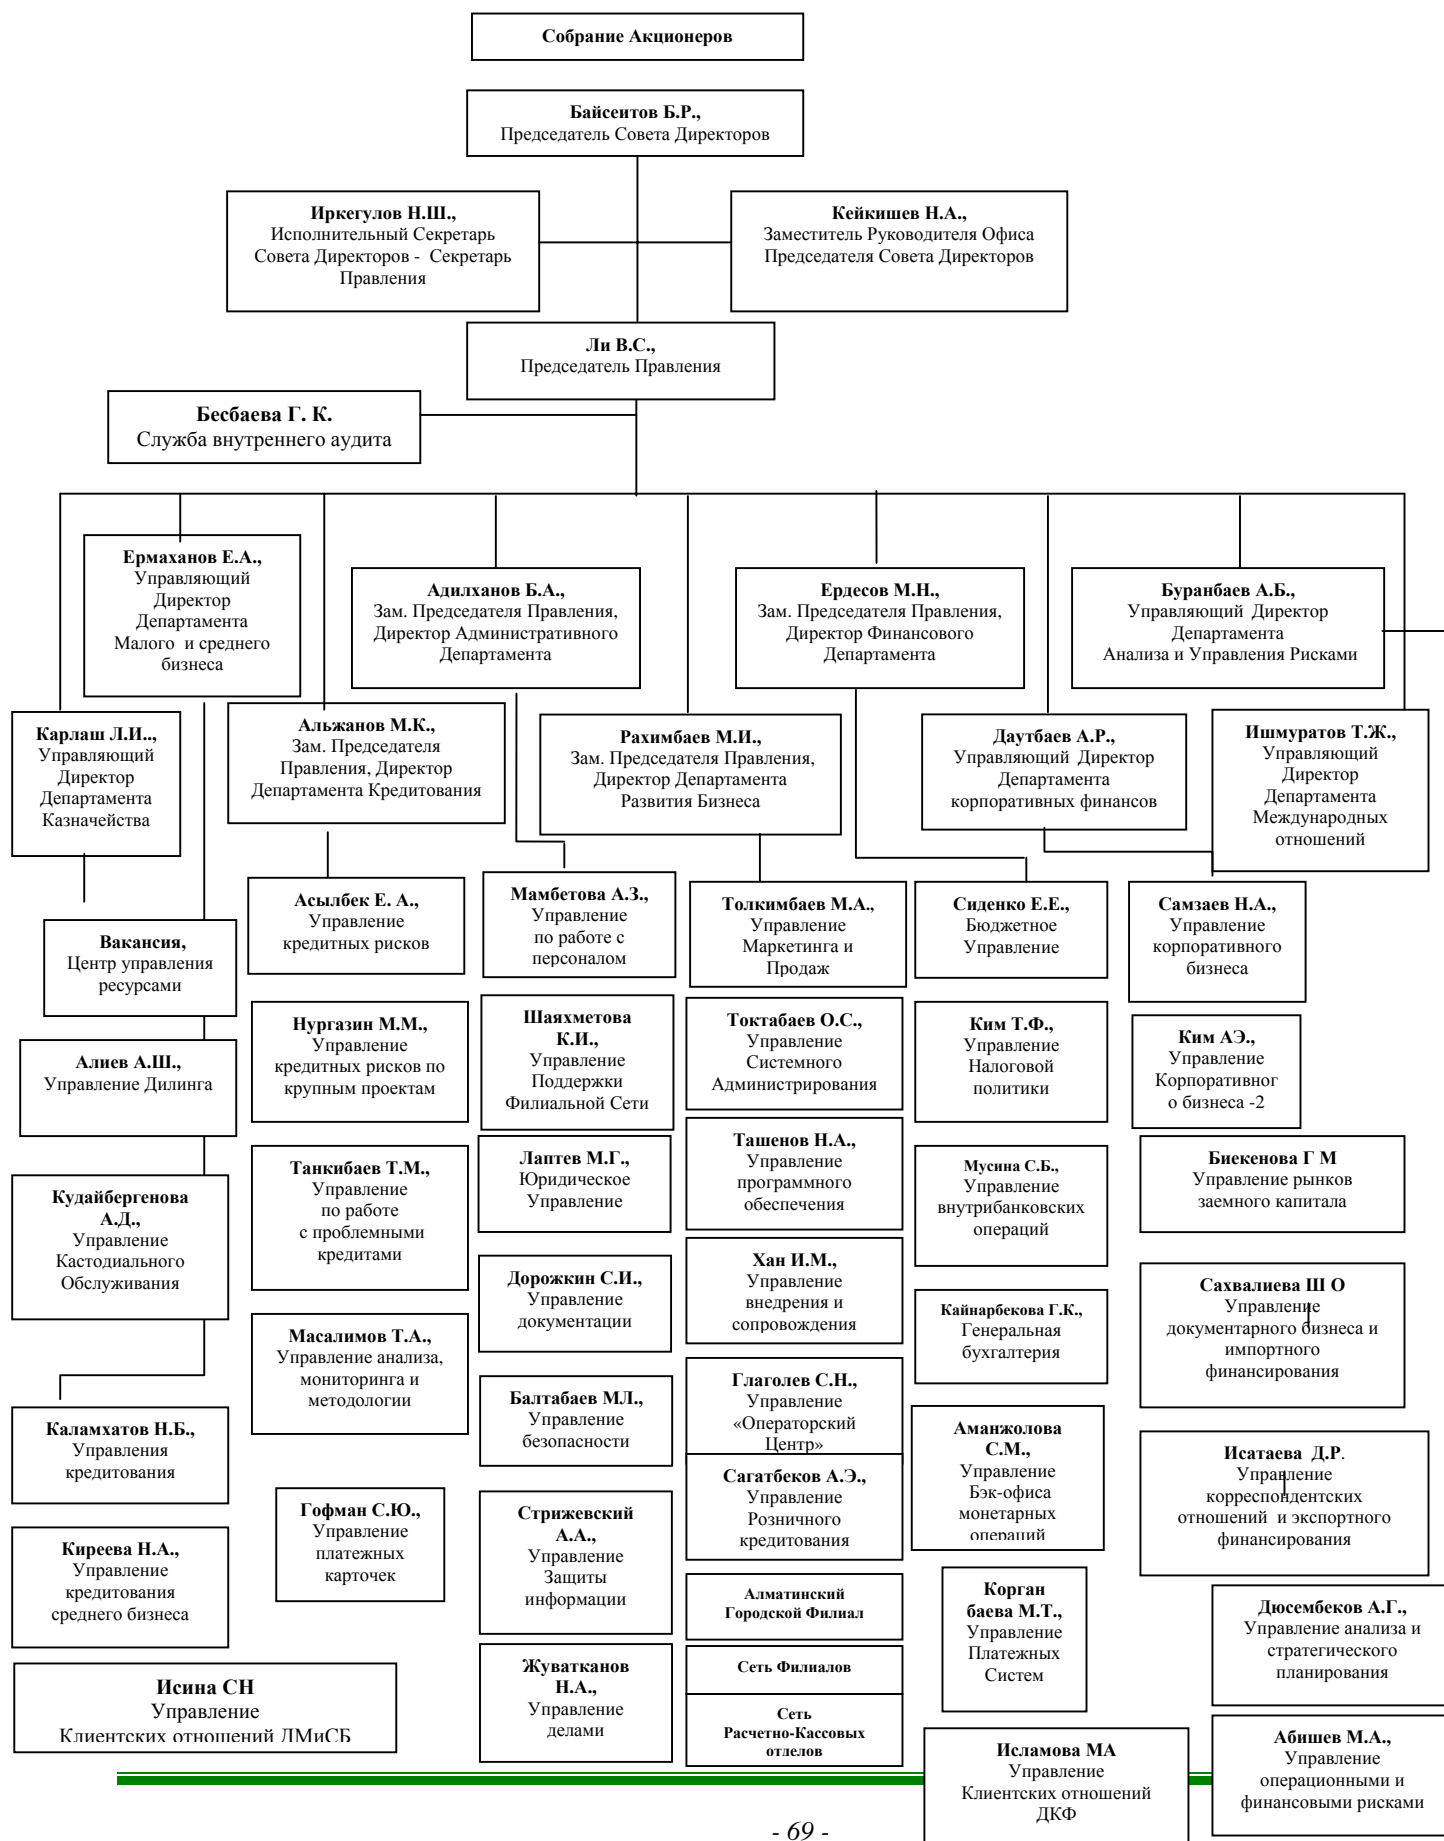 Собрание Акционеров
Байсеитов Б.Р.,
Председатель Совета Директоров
Иркегулов Н.Ш.,
Исполнительный Секретарь
Совета Директоров - Секретарь
Правления
Кейкишев Н.А.,
Заместитель Руководителя Офиса
Председателя Совета Директоров
Ли В.С.,
Председатель Правления
Бесбаева Г. К.
Служба внутреннего аудита
Ермаханов Е.А.,
Управляющий
Директор
Департамента
Малого и среднего
бизнеса
Адилханов Б.А.,
Зам. Председателя Правления,
Директор Административного
Департамента
Ердесов М.Н.,
Зам. Председателя Правления,
Директор Финансового
Департамента
Буранбаев А.Б.,
Управляющий Директор
Департамента
Анализа и Управления Рисками
Карлаш Л.И..,
Управляющий
Директор
Департамента
Казначейства
Альжанов М.К.,
Зам. Председателя
Правления, Директор
Департамента Кредитования
Рахимбаев М.И.,
Зам. Председателя Правления,
Директор Департамента
Развития Бизнеса
Даутбаев А.Р.,
Управляющий Директор
Департамента
корпоративных финансов
Ишмуратов Т.Ж.,
Управляющий
Директор
Департамента
Международных
отношений
Вакансия,
Центр управления
ресурсами
Асылбек Е. А.,
Управление
кредитных рисков
Мамбетова А.З.,
Управление
по работе с
персоналом
Толкимбаев М.А.,
Управление
Маркетинга и
Продаж
Сиденко Е.Е.,
Бюджетное
Управление
Самзаев Н.А.,
Управление
корпоративного
бизнеса
Алиев А.Ш.,
Управление Дилинга
Нургазин М.М.,
Управление
кредитных рисков по
крупным проектам
Шаяхметова
К.И.,
Управление
Поддержки
Филиальной Сети
Токтабаев О.С.,
Управление
Системного
Администрирования
Ким Т.Ф.,
Управление
Налоговой
политики
Ким АЭ.,
Управление
Корпоративног
о бизнеса -2
Кудайбергенова
А.Д.,
Управление
Кастодиального
Обслуживания
Танкибаев Т.М.,
Управление
по работе
с проблемными
кредитами
Лаптев М.Г.,
Юридическое
Управление
Ташенов Н.А.,
Управление
программного
обеспечения
Мусина С.Б.,
Управление
внутрибанковских
операций
Биекенова Г М
Управление рынков
заемного капитала
Дорожкин С.И.,
Управление
документации
Хан И.М.,
Управление
внедрения и
сопровождения
Кайнарбекова Г.К.,
Генеральная
бухгалтерия
Сахвалиева Ш О
Управление
документарного бизнеса и
импортного
финансирования
Каламхатов Н.Б.,
Управления
кредитования
Масалимов Т.А.,
Управление анализа,
мониторинга и
методологии
Балтабаев МЛ.,
Управление
безопасности
Глаголев С.Н.,
Управление
«Операторский
Центр»
Аманжолова
С.М.,
Управление
Бэк-офиса
монетарных
операций
Исатаева Д.Р.
Управление
корреспондентских
отношений и экспортного
финансирования
Киреева Н.А.,
Управление
кредитования
среднего бизнеса
Гофман С.Ю.,
Управление
платежных
карточек
Стрижевский
А.А.,
Управление
Защиты
информации
Сагатбеков А.Э.,
Управление
Розничного
кредитования
Алматинский
Городской Филиал
Корган
баева М.Т.,
Управление
Платежных
Систем
Дюсембеков А.Г.,
Управление анализа и
стратегического
планирования
Исина СН
Управление
Клиентских отношений ДМиСБ
Жуватканов
Н.А.,
Управление
делами
Сеть Филиалов
Сеть
Расчетно-Кассовых
отделов
Исламова МА
Управление
Клиентских отношений
ДКФ
Абишев М.А.,
Управление
операционными и
финансовыми рисками
- 69 -